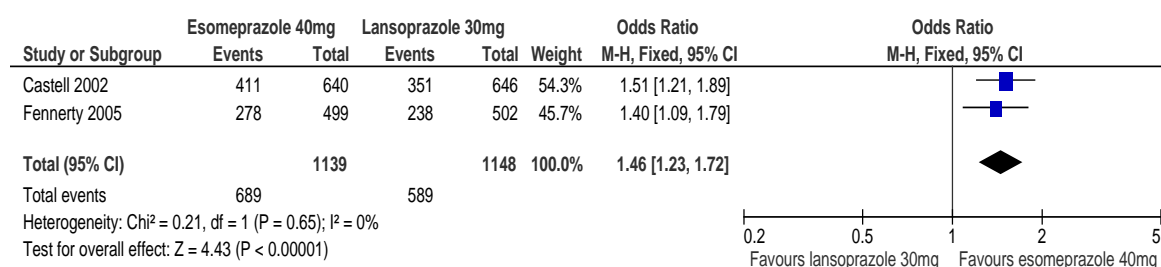 Esomeprazole 40mg Lansoprazole 30mg Odds Ratio Odds Ratio
Study or Subgroup Events Total Events Total Weight M-H, Fixed, 95% CI M-H, Fixed, 95% CI
Castell 2002 411 640 351 646 54.3% 1.51 [1.21, 1.89]
Fennerty 2005 278 499 238 502 45.7% 1.40 [1.09, 1.79]
Total (95% CI) 1139 1148 100.0% 1.46 [1.23, 1.72]
Total events 689 589
Heterogeneity: Chi² = 0.21, df = 1 (P = 0.65); I² = 0%
Test for overall effect: Z = 4.43 (P < 0.00001)
0.2 0.5 1 2 5
Favours lansoprazole 30mg Favours esomeprazole 40mg